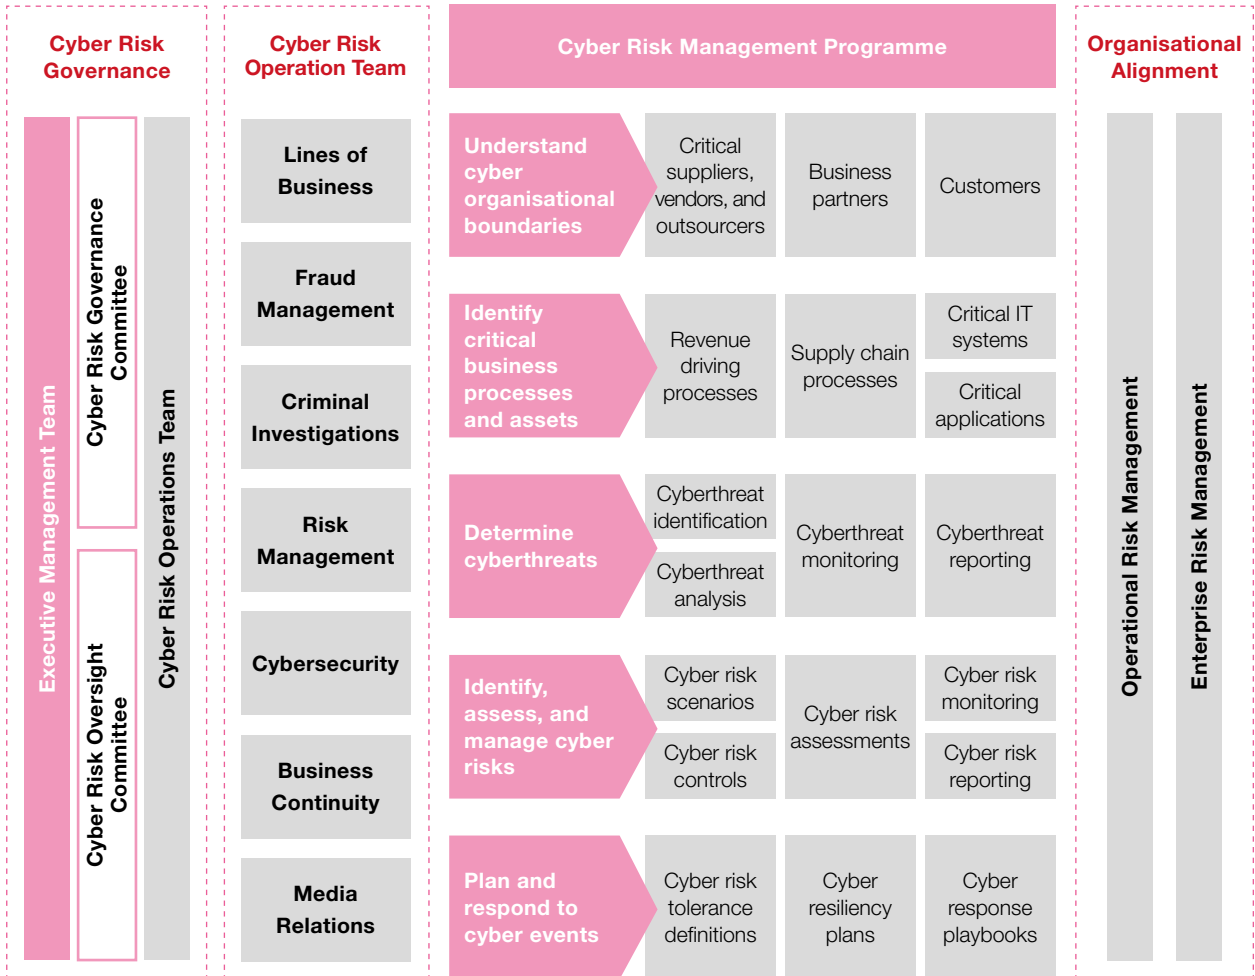 Cyber Risk
Governance
Executive Management Team
Cyber Risk Governance
Committee
Cyber Risk Oversight
Committee
Cyber Risk Operations Team
Cyber Risk
Operation Team
Lines of
Business
Fraud
Management
Criminal
Investigations
Risk
Management
Cybersecurity
Business
Continuity
Media
Relations
Cyber Risk Management Programme
Understand
cyber
organisational
boundaries
Critical
suppliers,
vendors, and
outsourcers
Business
partners
Customers
Identify
critical
business
processes
and assets
Revenue
driving
processes
Supply chain
processes
Critical IT
systems
Critical
applications
Determine
cyberthreats
Cyberthreat
identification
Cyberthreat
analysis
Cyberthreat
monitoring
Cyberthreat
reporting
Identify,
assess, and
manage cyber
risks
Cyber risk
scenarios
Cyber risk
controls
Cyber risk
assessments
Cyber risk
monitoring
Cyber risk
reporting
Plan and
respond to
cyber events
Cyber risk
tolerance
definitions
Cyber
resiliency
plans
Cyber
response
playbooks
Organisational
Alignment
Operational Risk Management
Enterprise Risk Management